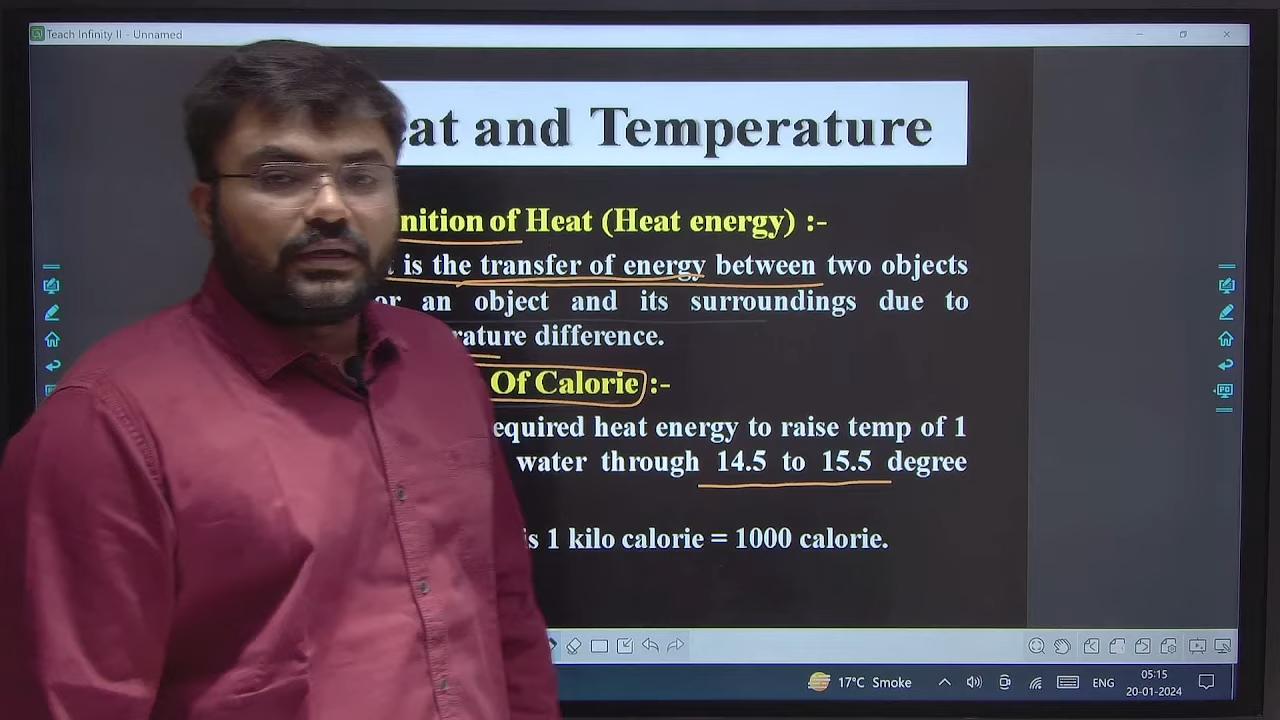 Teach Infinity II - Unnamed
at and Temperature
nition of Heat (Heat energy) :-
t is the transfer of energy between two objects
or an object and its surroundings due to
rature difference.
Of Calorie :-
equired heat energy to raise temp of 1
water through 14.5 to 15.5 degree
is 1 kilo calorie = 1000 calorie.
17°C Smoke
ENG
05:15
20-01-2024